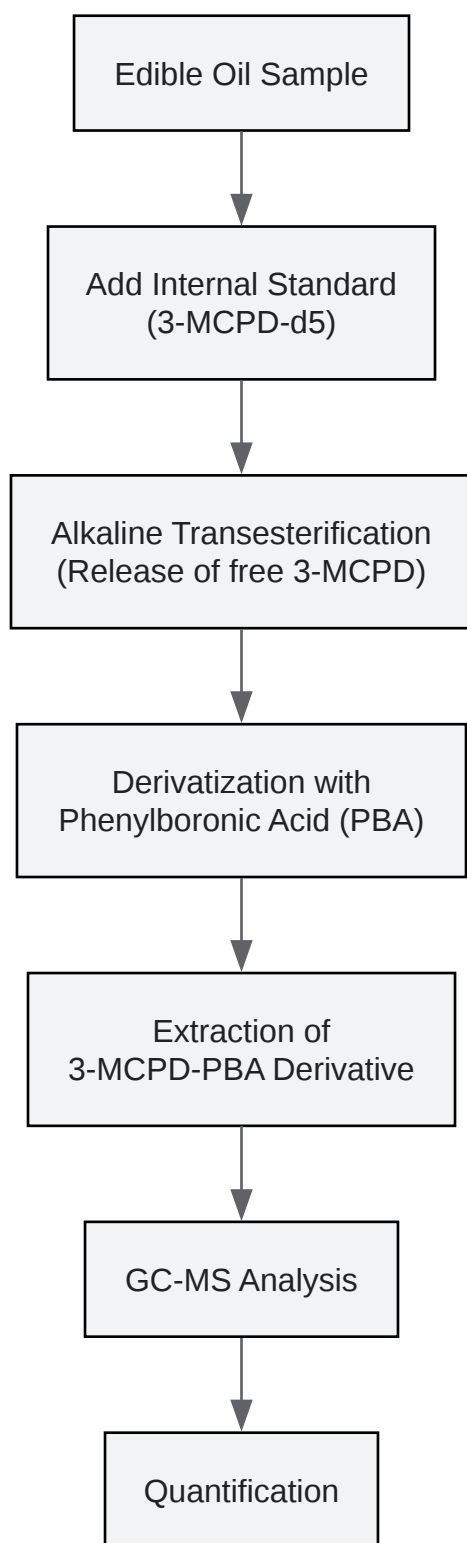 Edible Oil Sample
Add Internal Standard
(3-MCPD-d5)
Alkaline Transesterification
(Release of free 3-MCPD)
Derivatization with
Phenylboronic Acid (PBA)
Extraction of
3-MCPD-PBA Derivative
GC-MS Analysis
Quantification